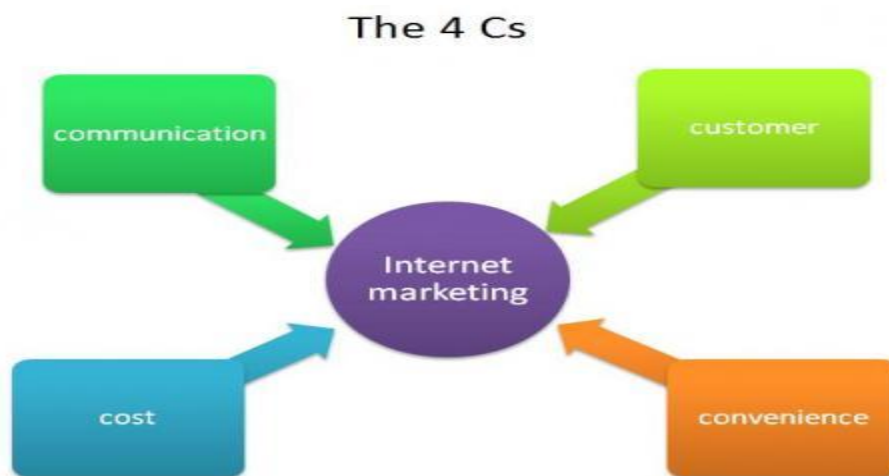 The 4 Cs
communication
customer
Internet
marketing
cost
convenience